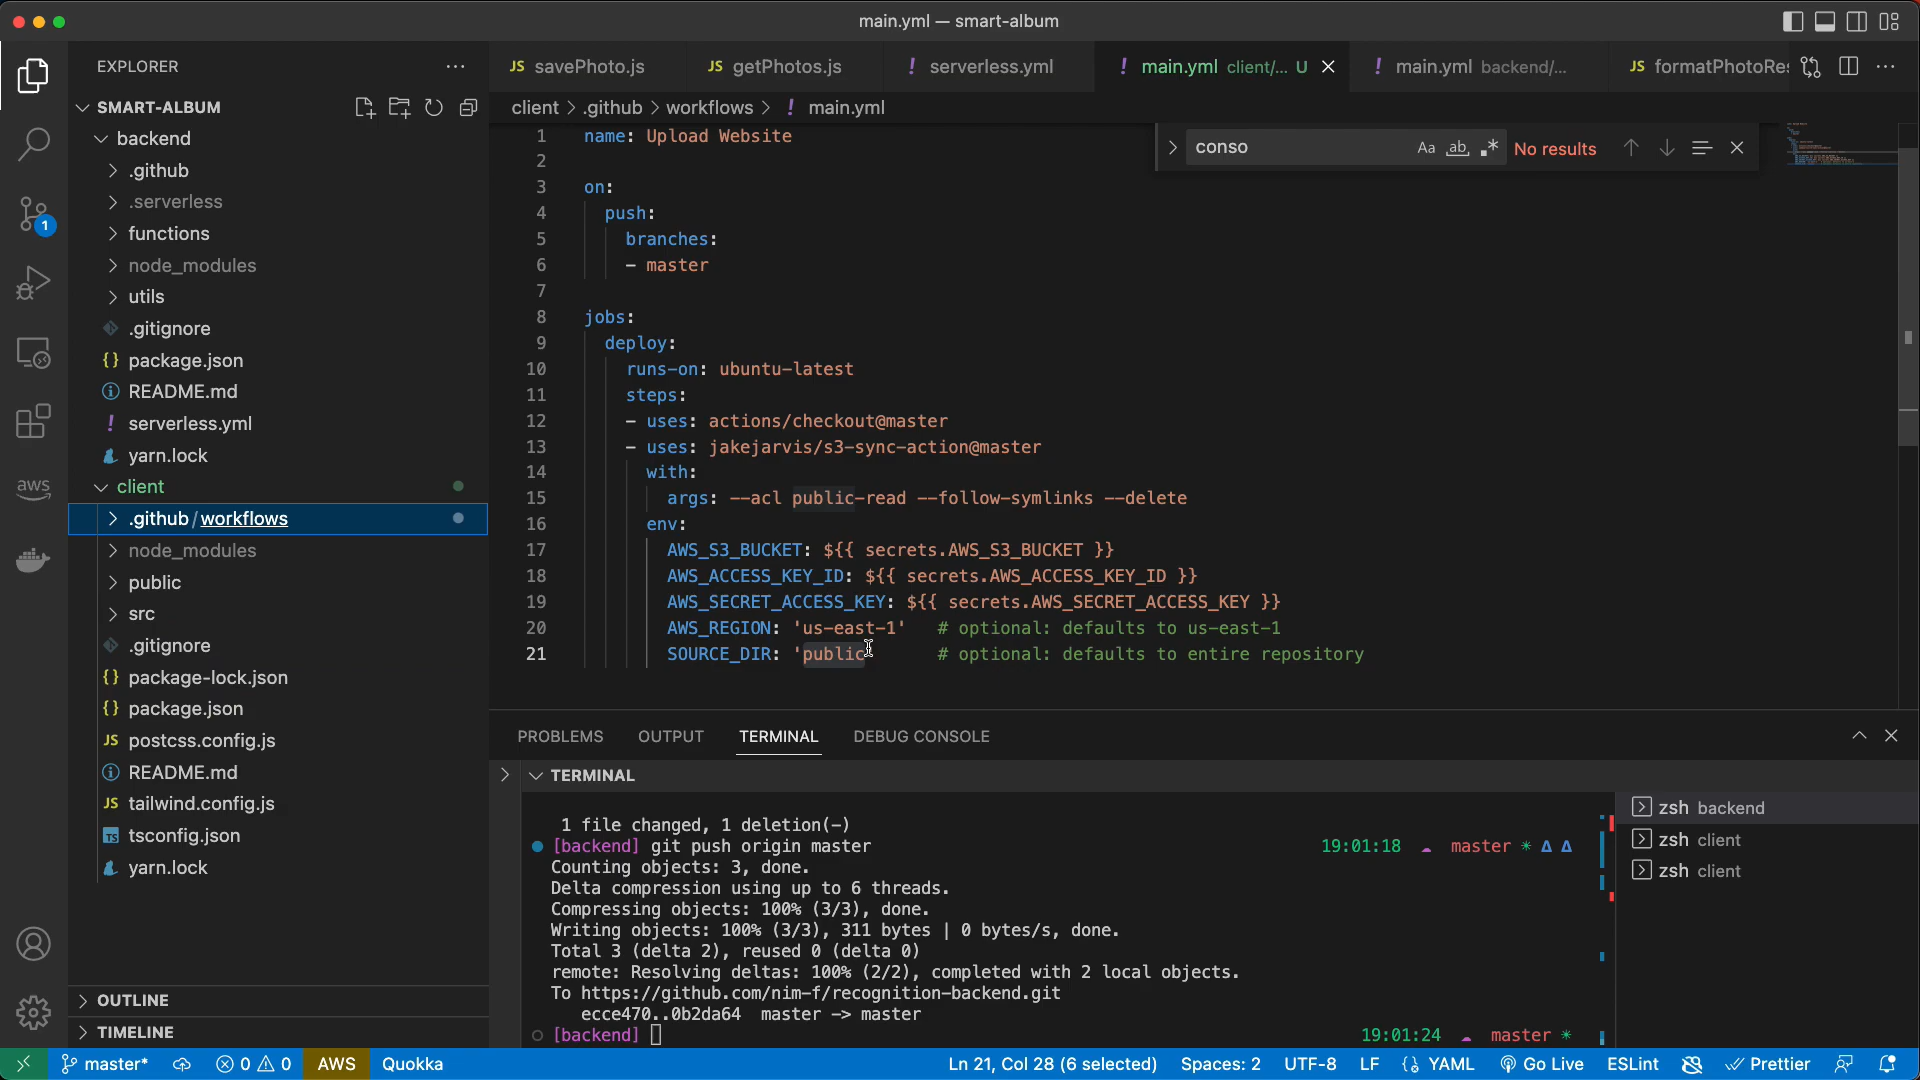 main.yml — smart-album
EXPLORER
SMART-ALBUM
backend
.github
.serverless
functions
node_modules
utils
.gitignore
package.json
README.md
serverless.yml
yarn.lock
client
.github / workflows
node_modules
public
src
.gitignore
package-lock.json
package.json
postcss.config.js
README.md
tailwind.config.js
tsconfig.json
yarn.lock
OUTLINE
TIMELINE
aws
1
JS savePhoto.js
JS getPhotos.js
! serverless.yml
! main.yml client/... U
! main.yml backend/...
JS formatPhotoRes
client > .github > workflows > ! main.yml
conso
Aa ab .* No results
1 name: Upload Website
2
3 on:
4 push:
5 branches:
6 - master
7
8 jobs:
9 deploy:
10 runs-on: ubuntu-latest
11 steps:
12 - uses: actions/checkout@master
13 - uses: jakejarvis/s3-sync-action@master
14 with:
15 args: --acl public-read --follow-symlinks --delete
16 env:
17 AWS_S3_BUCKET: ${{ secrets.AWS_S3_BUCKET }}
18 AWS_ACCESS_KEY_ID: ${{ secrets.AWS_ACCESS_KEY_ID }}
19 AWS_SECRET_ACCESS_KEY: ${{ secrets.AWS_SECRET_ACCESS_KEY }}
20 AWS_REGION: 'us-east-1' # optional: defaults to us-east-1
21 SOURCE_DIR: 'public # optional: defaults to entire repository
PROBLEMS OUTPUT TERMINAL DEBUG CONSOLE
TERMINAL
1 file changed, 1 deletion(-)
[backend] git push origin master 19:01:18 master * Δ Δ
Counting objects: 3, done.
Delta compression using up to 6 threads.
Compressing objects: 100% (3/3), done.
Writing objects: 100% (3/3), 311 bytes | 0 bytes/s, done.
Total 3 (delta 2), reused 0 (delta 0)
remote: Resolving deltas: 100% (2/2), completed with 2 local objects.
To https://github.com/nim-f/recognition-backend.git
ecce470..0b2da64 master -> master
[backend] 19:01:24 master *
zsh backend
zsh client
zsh client
master* 0 0 AWS Quokka Ln 21, Col 28 (6 selected) Spaces: 2 UTF-8 LF {} YAML Go Live ESLint Prettier